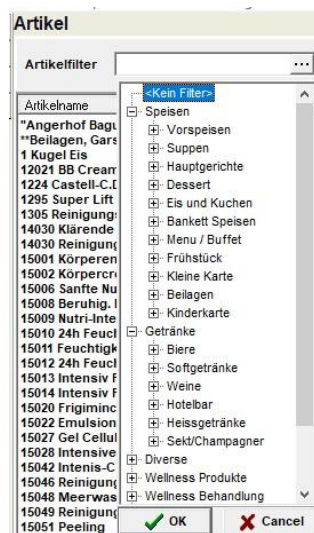 Artikel
Artikelfilter
...
Artikelname
"Angerhof Bagu
**Beilagen, Gars
1 Kugel Eis
12021 BB Cream
1224 Castell-C.D
1295 Super Lift
1305 Reinigung
14030 Klärende
14030 Reinigung
15001 Körperen
15002 Körpercr
15006 Sanfte Nu
15008 Beruhig. I
15009 Nutri-Inte
15010 24h Feuch
15011 Feuchtigk
15012 24h Feuch
15013 Intensiv F
15014 Intensiv F
15020 Frigiminc
15022 Emulsion
15027 Gel Cellul
15028 Intensive
15042 Intenis-C
15046 Reinigung
15048 Meerwas
15049 Reinigung
15051 Peeling
<Kein Filter>
Speisen
Vorspeisen
Suppen
Hauptgerichte
Dessert
Eis und Kuchen
Bankett Speisen
Menu / Buffet
Frühstück
Kleine Karte
Beilagen
Kinderkarte
Getränke
Biere
Softgetränke
Weine
Hotelbar
Heissgetränke
Sekt/Champagner
Diverse
Wellness Produkte
Wellness Behandlung
OK
Cancel